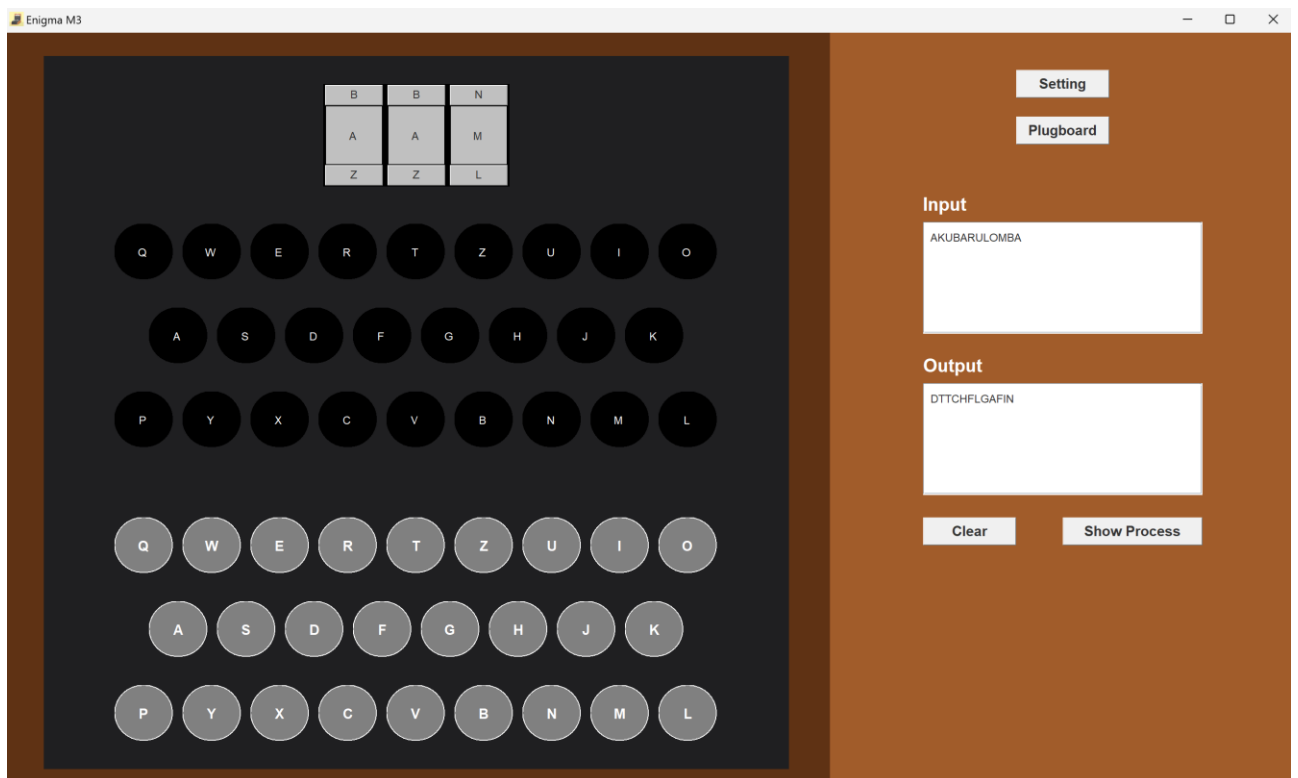 Enigma M3
B B N
A A M
Z Z L
Setting
Plugboard
Q W E R T Z U I O
A S D F G H J K
P Y X C V B N M L
Input
AKUBARULOMBA
Output
DTTCHFLGAFIN
Clear Show Process
Q W E R T Z U I O
A S D F G H J K
P Y X C V B N M L